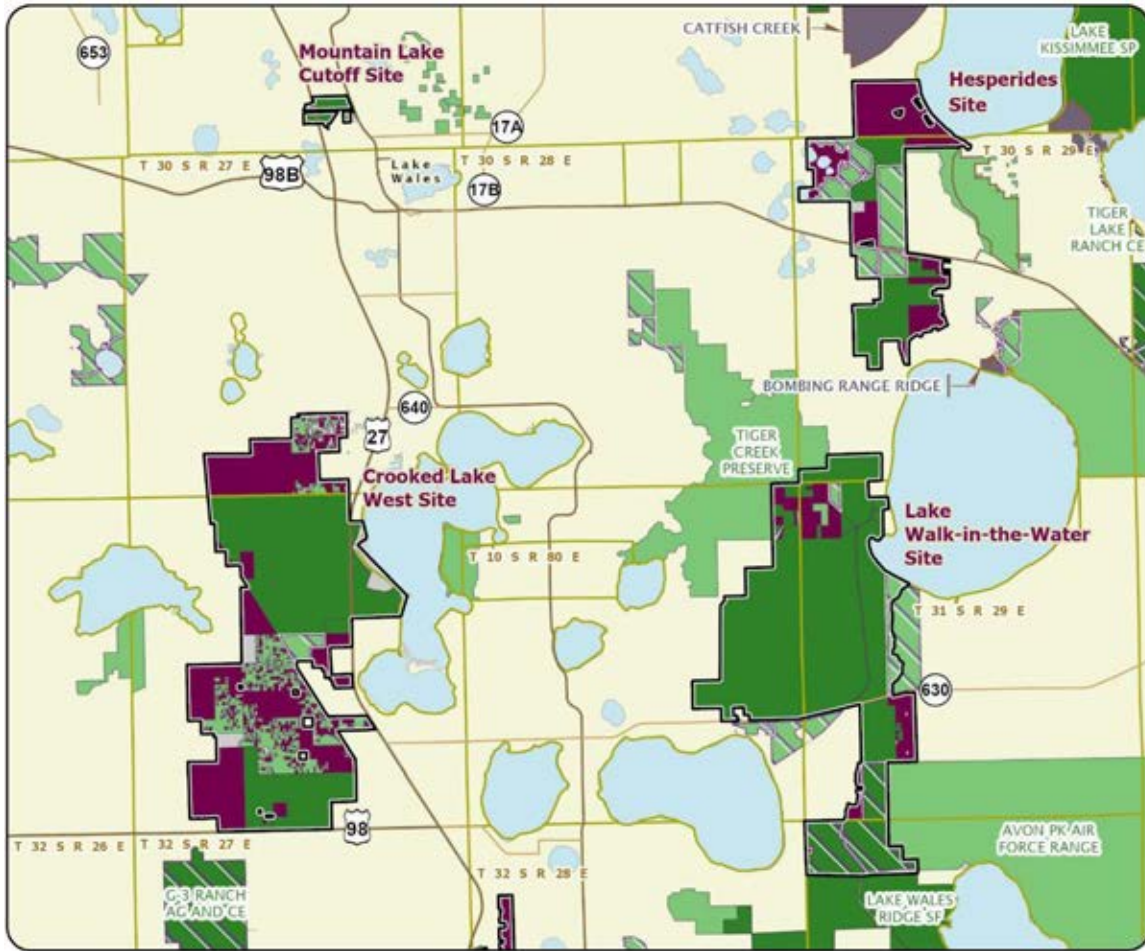 653
Mountain Lake
Cutoff Site
CATFISH CREEK
LAKE
KISSIMMEE SP
Hesperides
Site
17A
T 30 S R 27 E
98B
Lake
Wales
T 30 S R 28 E
17B
T 30 S R 29 E
TIGER
LAKE
RANCH CE
BOMBING RANGE RIDGE
640
27
TIGER
CREEK
PRESERVE
Crooked Lake
West Site
Lake
Walk-in-the-Water
Site
T 10 S R 80 E
T 31 S R 29 E
630
98
T 32 S R 26 E
T 32 S R 27 E
T 32 S R 28 E
AVON PK AIR
FORCE RANGE
G-3 RANCH
AG AND CE
LAKE WALES
RIDGE SF